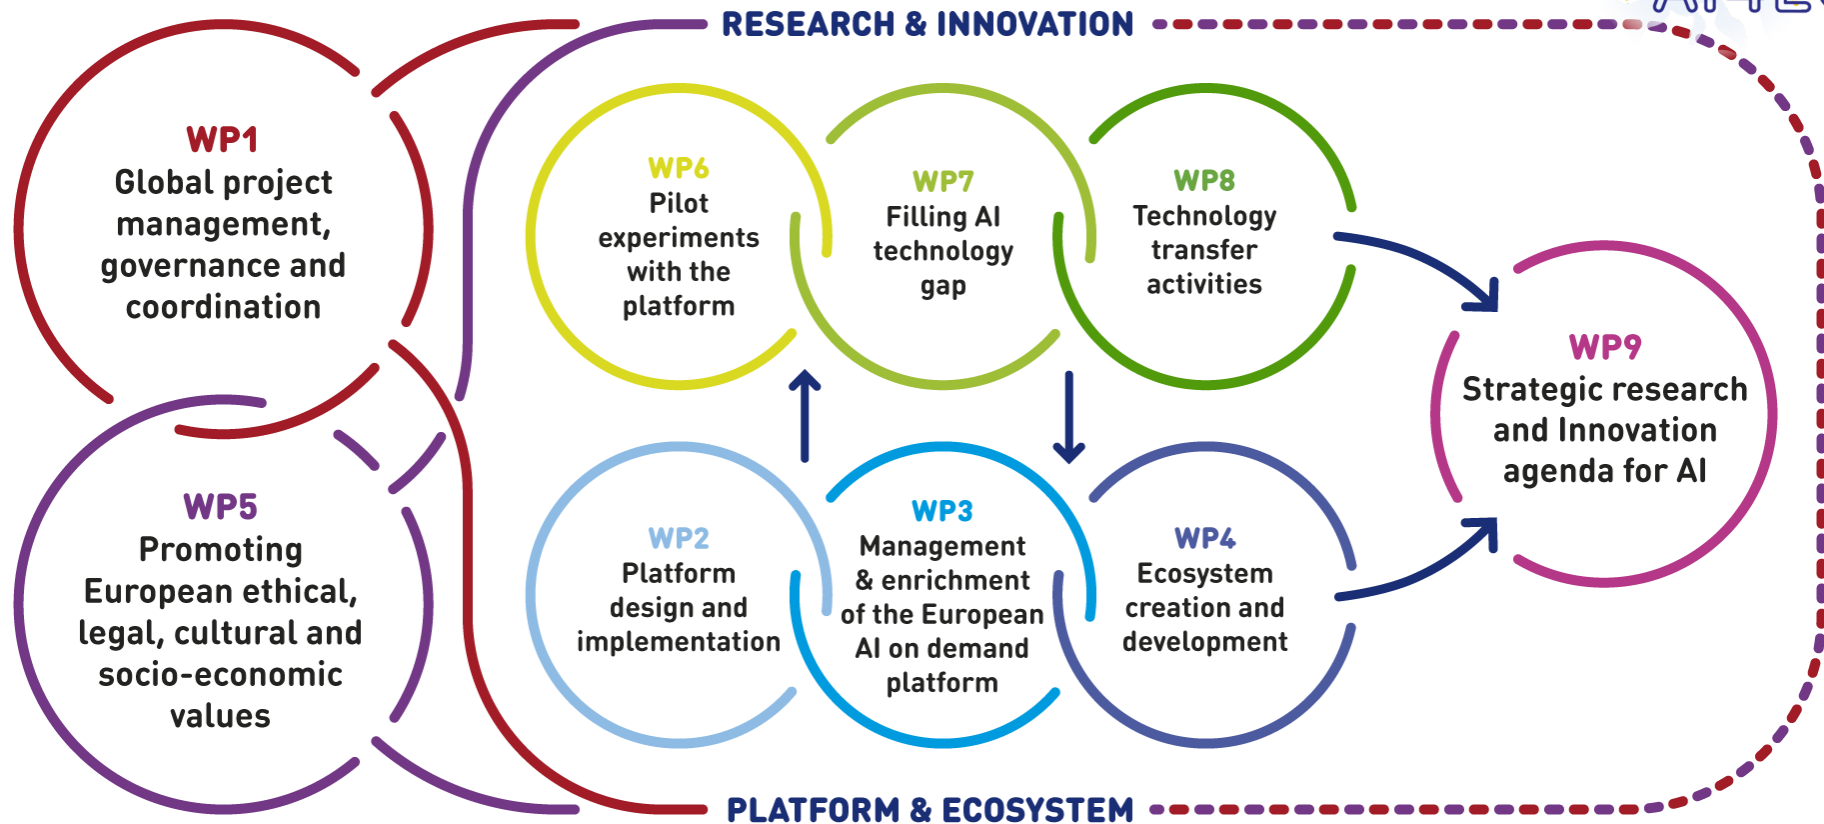 RESEARCH & INNOVATION
WP1
Global project
management,
governance and
coordination
WP5
Promoting
European ethical,
legal, cultural and
socio-economic
values
WP6
Pilot
experiments
with the
platform
WP7
Filling AI
technology
gap
WP8
Technology
transfer
activities
WP2
Platform
design and
implementation
WP3
Management
& enrichment
of the European
AI on demand
platform
WP4
Ecosystem
creation and
development
WP9
Strategic research
and Innovation
agenda for AI
PLATFORM & ECOSYSTEM